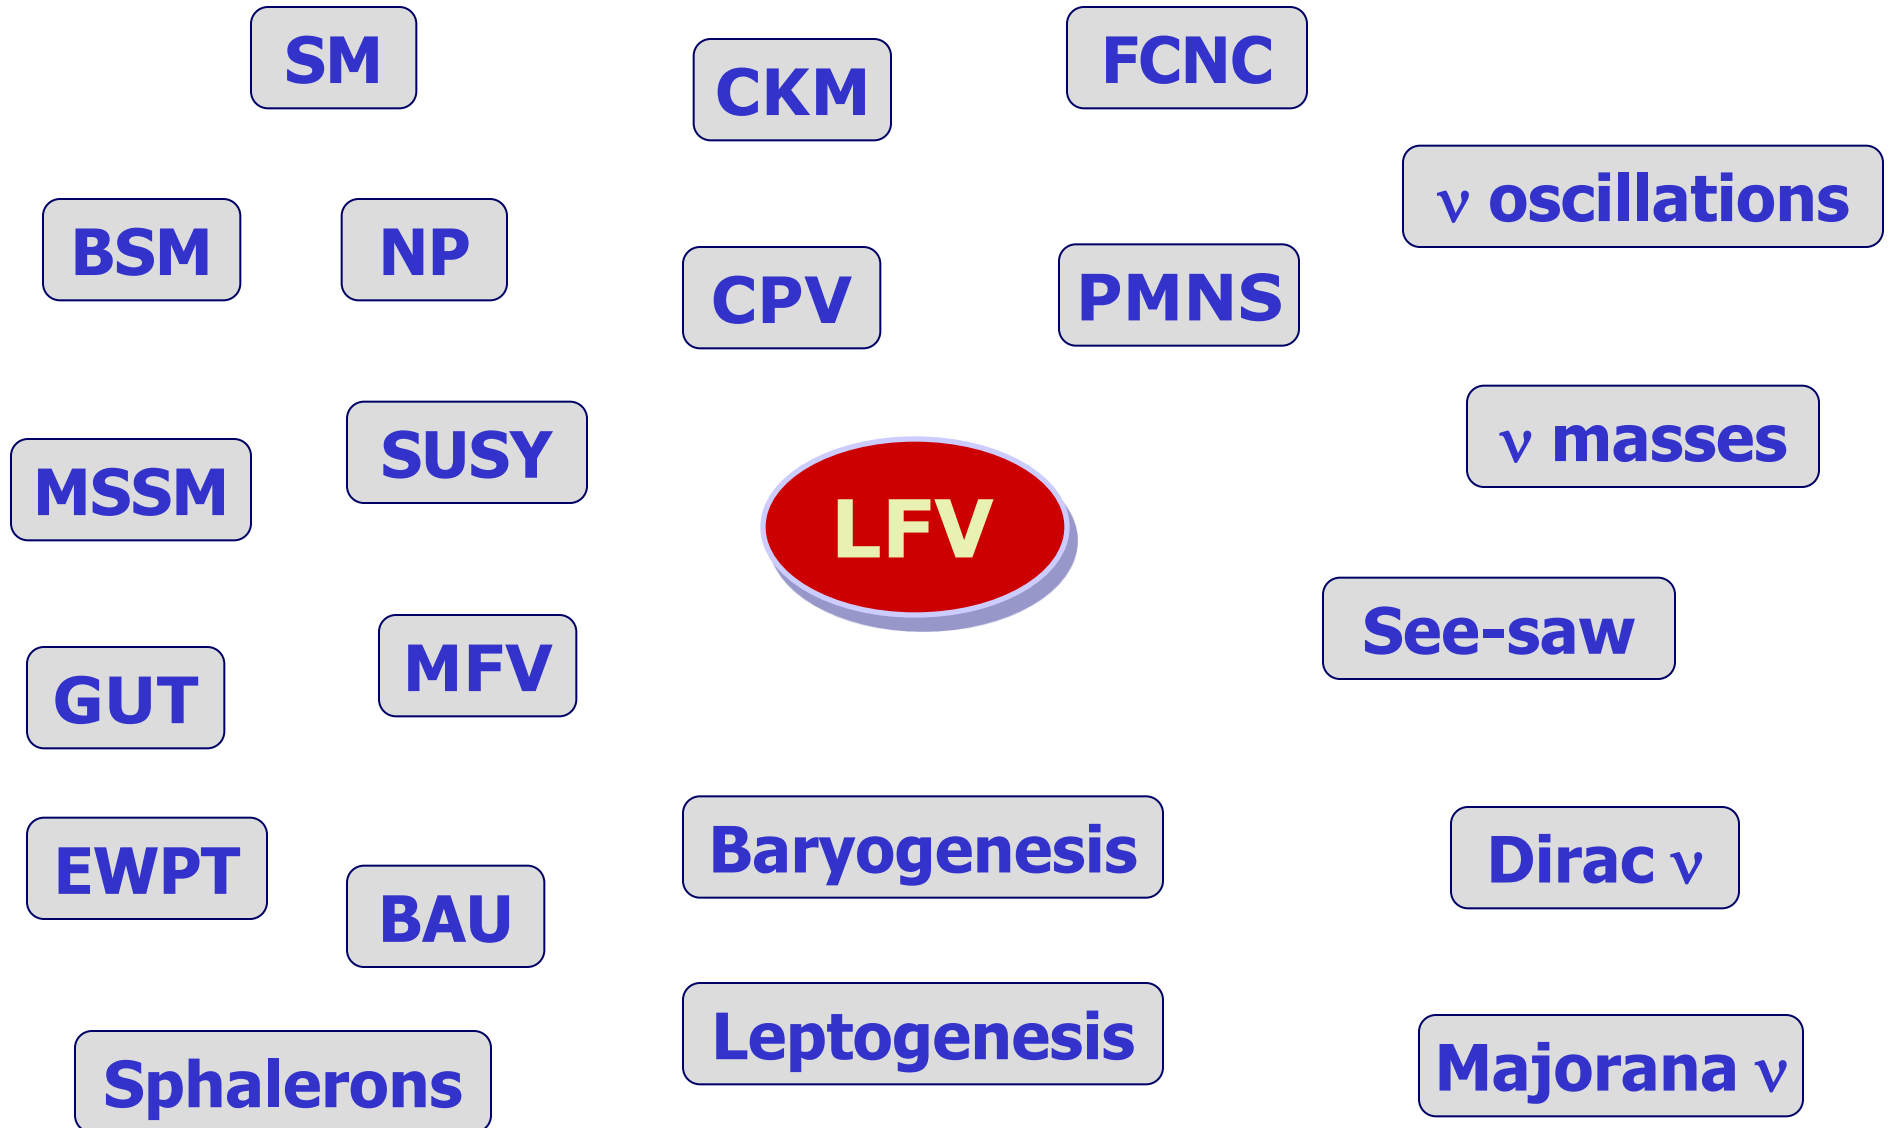 SM
CKM
FCNC
ν oscillations
BSM
NP
CPV
PMNS
ν masses
SUSY
MSSM
LFV
See-saw
MFV
GUT
Baryogenesis
Dirac ν
EWPT
BAU
Leptogenesis
Majorana ν
Sphalerons